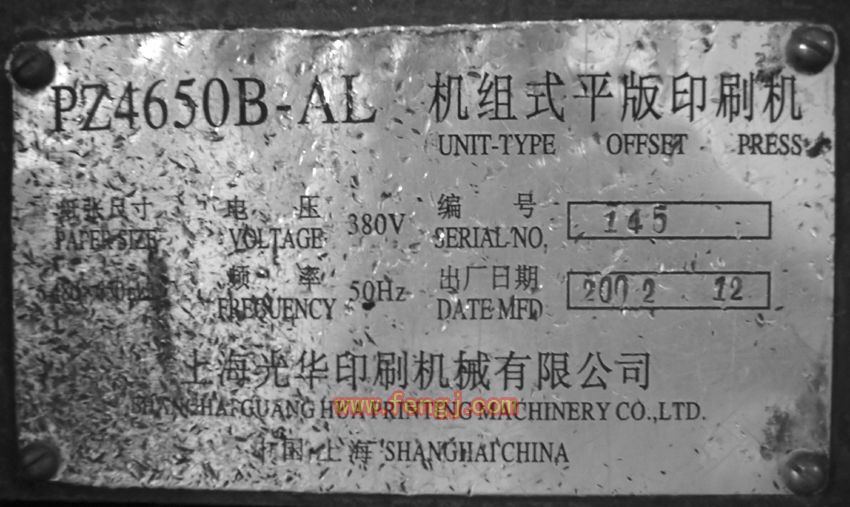 PZ4650B-AL 机组式平版印刷机
UNIT-TYPE OFFSET PRESS
纸张尺寸 电压 380V 编号 145
PAPER SIZE VOLTAGE SERIAL NO.
频率 50Hz 出厂日期 2002 12
FREQUENCY DATE MFD
上海光华印刷机械有限公司
SHANGHAI GUANG HUA PRINTING MACHINERY CO.,LTD.
www.fengj.com
中国·上海 SHANGHAI CHINA